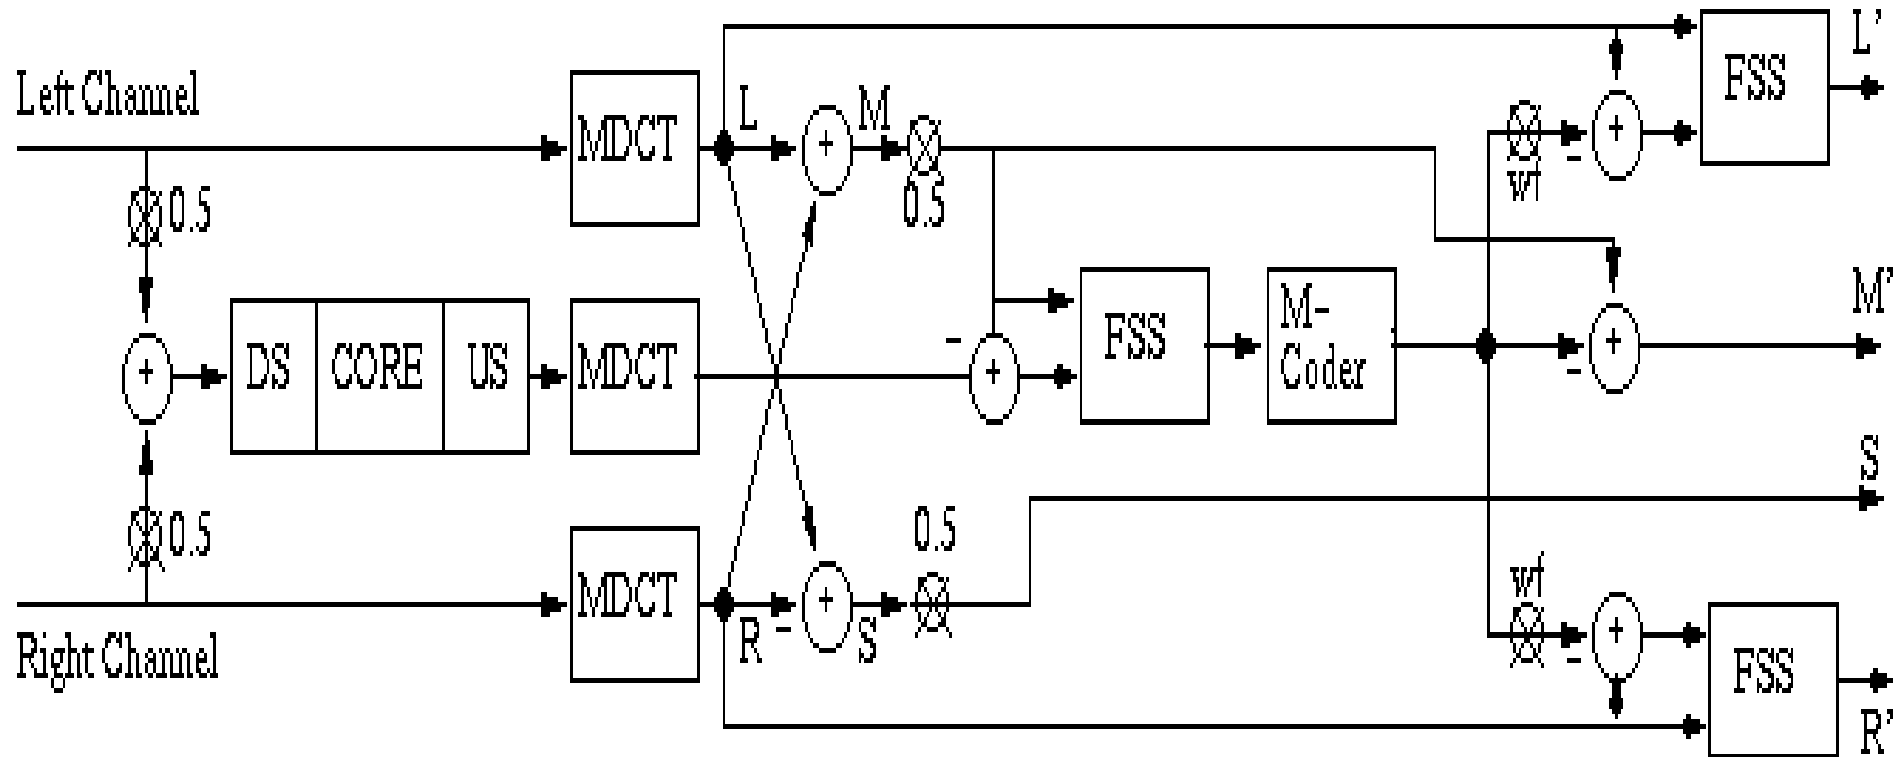 L'
FSS
Left Channel
MDCT
L
+
M
0.5
+
wf
-
0.5
M'
DS
CORE
US
MDCT
+
-
+
FSS
M-
Coder
+
-
S
0.5
0.5
MDCT
R
-
+
S
wf
+
-
FSS
Right Channel
R'